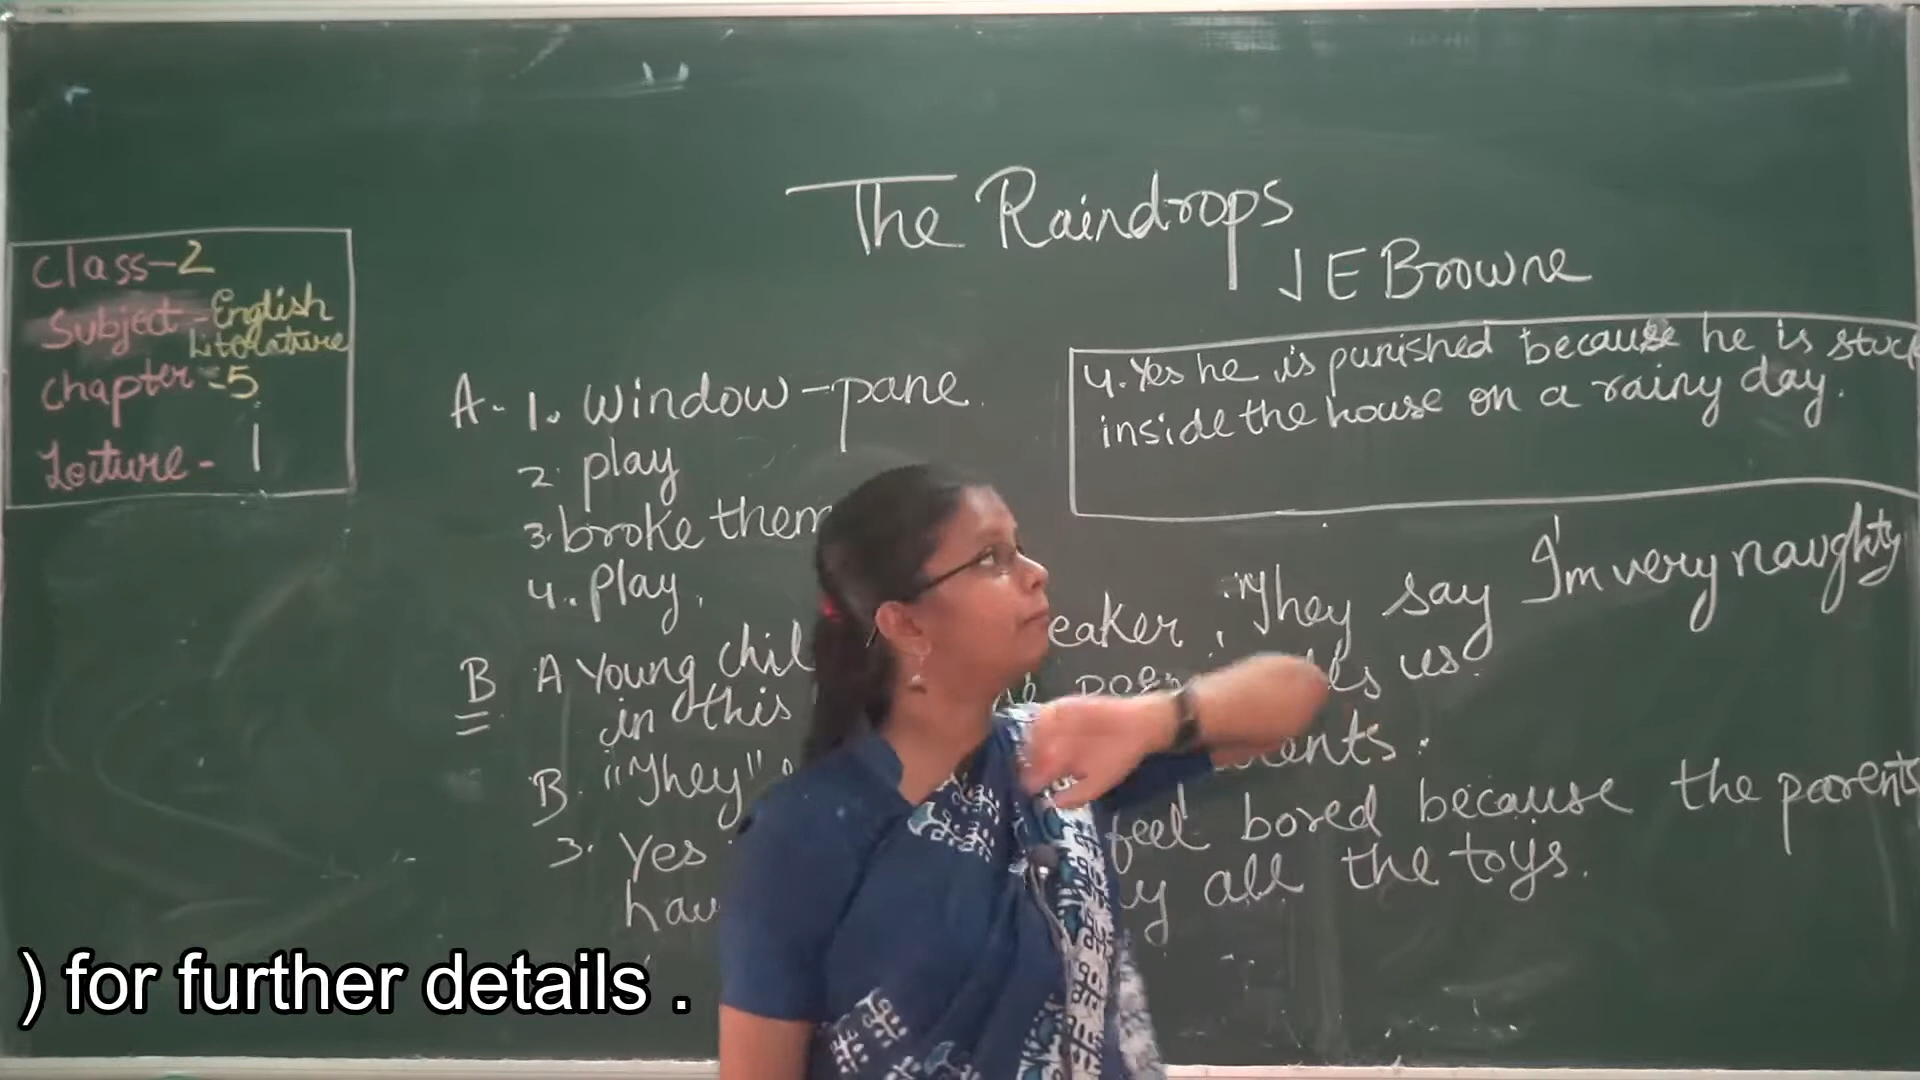 The Raindrops
J E Browne
Class-2
Subject-English
Literature
Chapter-5
Lecture-1
A- 1. Window-pane
2. play
3. broke them
4. Play.
4. Yes he is punished because he is
inside the house on a rainy day.
B A Young "They say I'm very naughty
in this us.
B. "They"
3. Yes feel bored because the parents
all the toys.
) for further details .